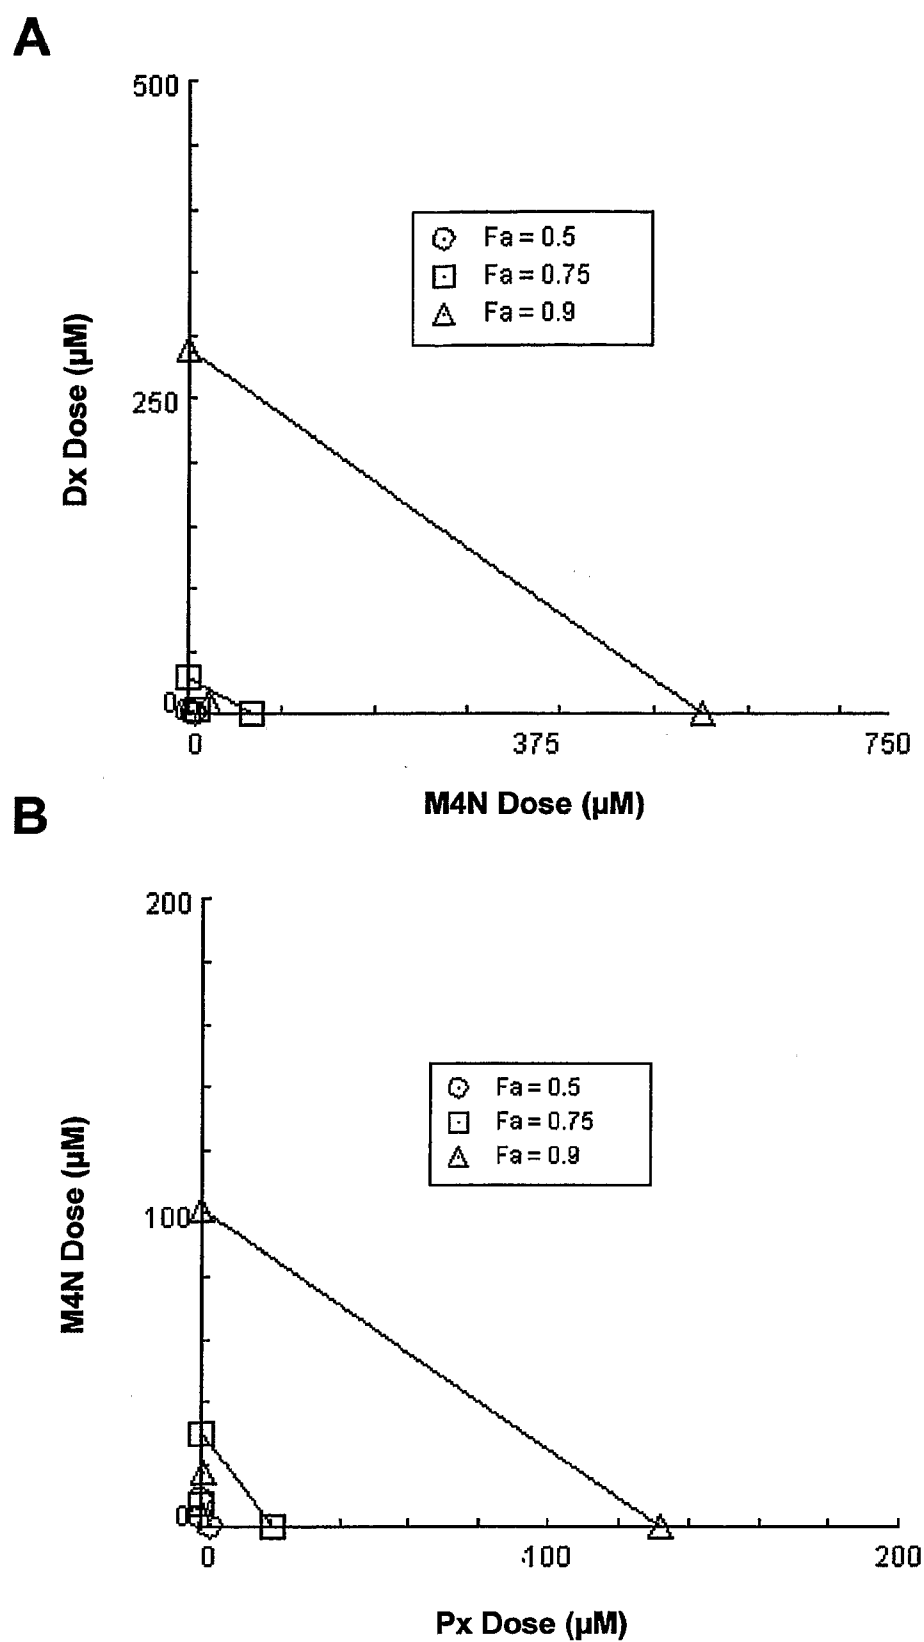 A
500
Fa = 0.5
Fa = 0.75
Fa = 0.9
250
Dx Dose (µM)
0
0 375 750
M4N Dose (µM)
B
200
Fa = 0.5
Fa = 0.75
Fa = 0.9
100
M4N Dose (µM)
0
0 100 200
Px Dose (µM)